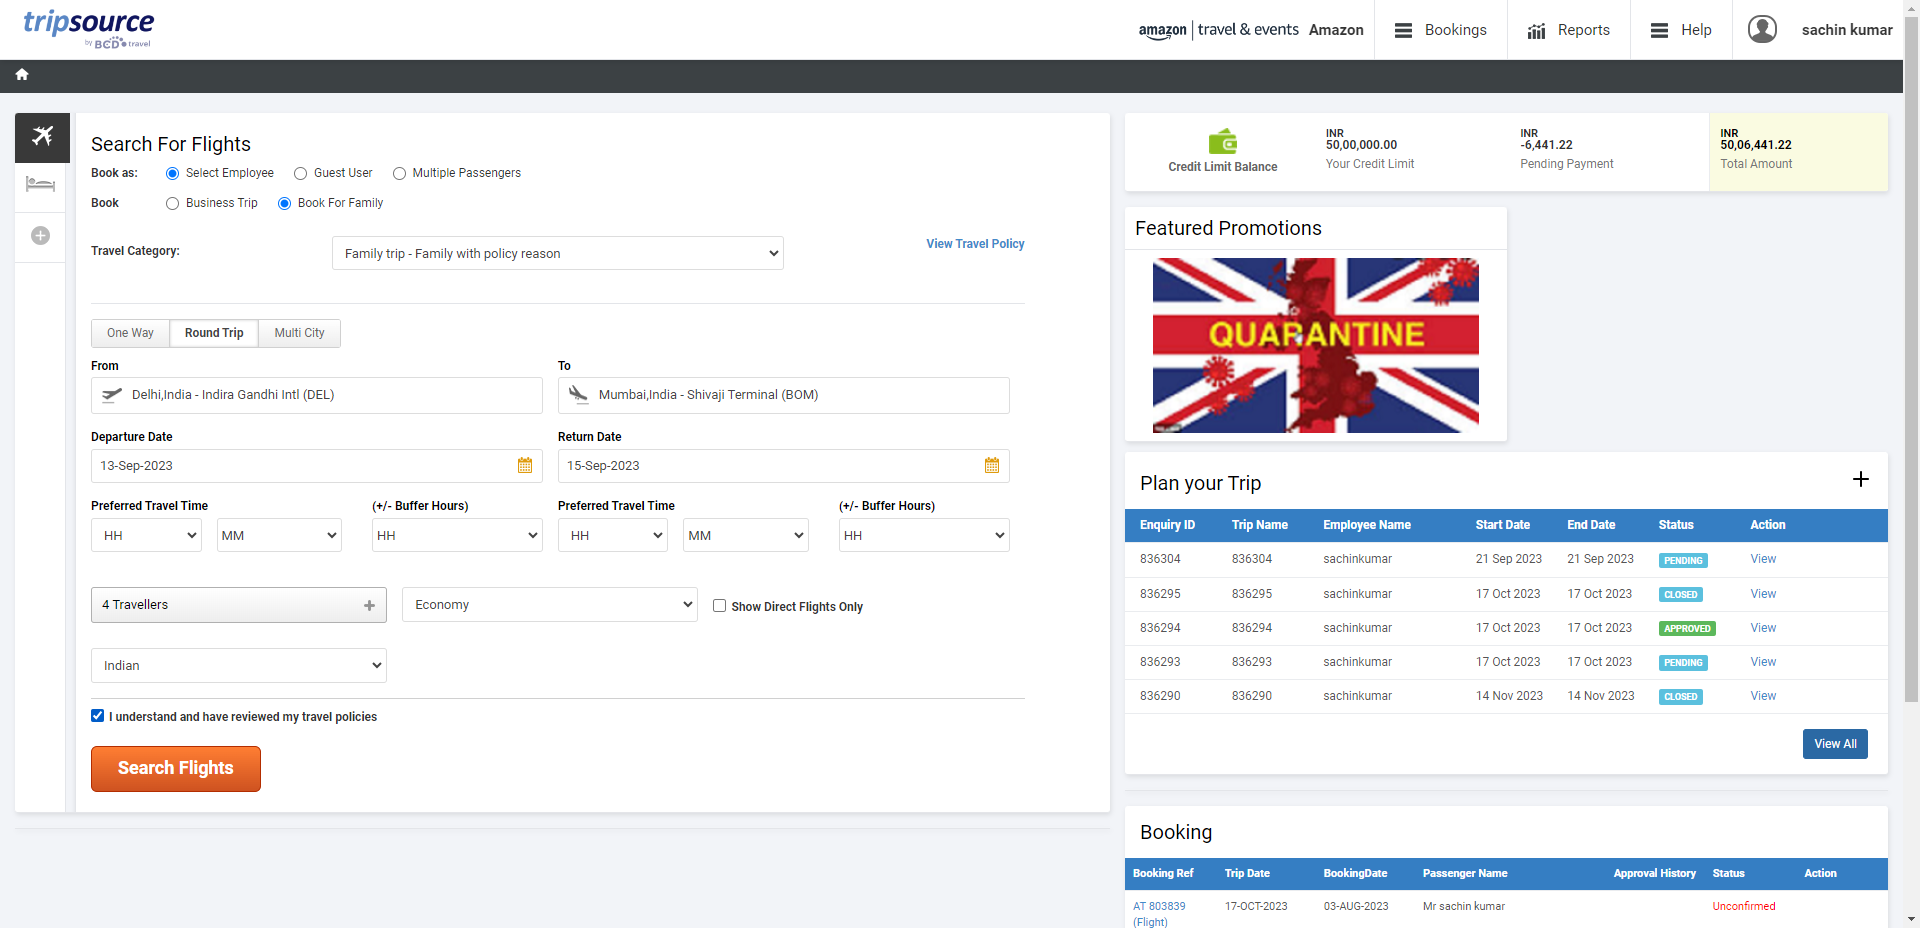 tripsource
by BCD travel
amazon | travel & events Amazon
Bookings
Reports
Help
sachin kumar
Search For Flights
Book as: Select Employee Guest User Multiple Passengers
Book Business Trip Book For Family
Travel Category: Family trip - Family with policy reason View Travel Policy
One Way Round Trip Multi City
From To
Delhi,India - Indira Gandhi Intl (DEL) Mumbai,India - Shivaji Terminal (BOM)
Departure Date Return Date
13-Sep-2023 15-Sep-2023
Preferred Travel Time (+/- Buffer Hours) Preferred Travel Time (+/- Buffer Hours)
HH MM HH HH MM HH
4 Travellers Economy Show Direct Flights Only
Indian
I understand and have reviewed my travel policies
Search Flights
Credit Limit Balance
INR
50,00,000.00
Your Credit Limit
INR
-6,441.22
Pending Payment
INR
50,06,441.22
Total Amount
Featured Promotions
QUARANTINE
Plan your Trip
Enquiry ID Trip Name Employee Name Start Date End Date Status Action
836304 836304 sachinkumar 21 Sep 2023 21 Sep 2023 PENDING View
836295 836295 sachinkumar 17 Oct 2023 17 Oct 2023 CLOSED View
836294 836294 sachinkumar 17 Oct 2023 17 Oct 2023 APPROVED View
836293 836293 sachinkumar 17 Oct 2023 17 Oct 2023 PENDING View
836290 836290 sachinkumar 14 Nov 2023 14 Nov 2023 CLOSED View
View All
Booking
Booking Ref Trip Date BookingDate Passenger Name Approval History Status Action
AT 803839 17-OCT-2023 03-AUG-2023 Mr sachin kumar Unconfirmed
(Flight)